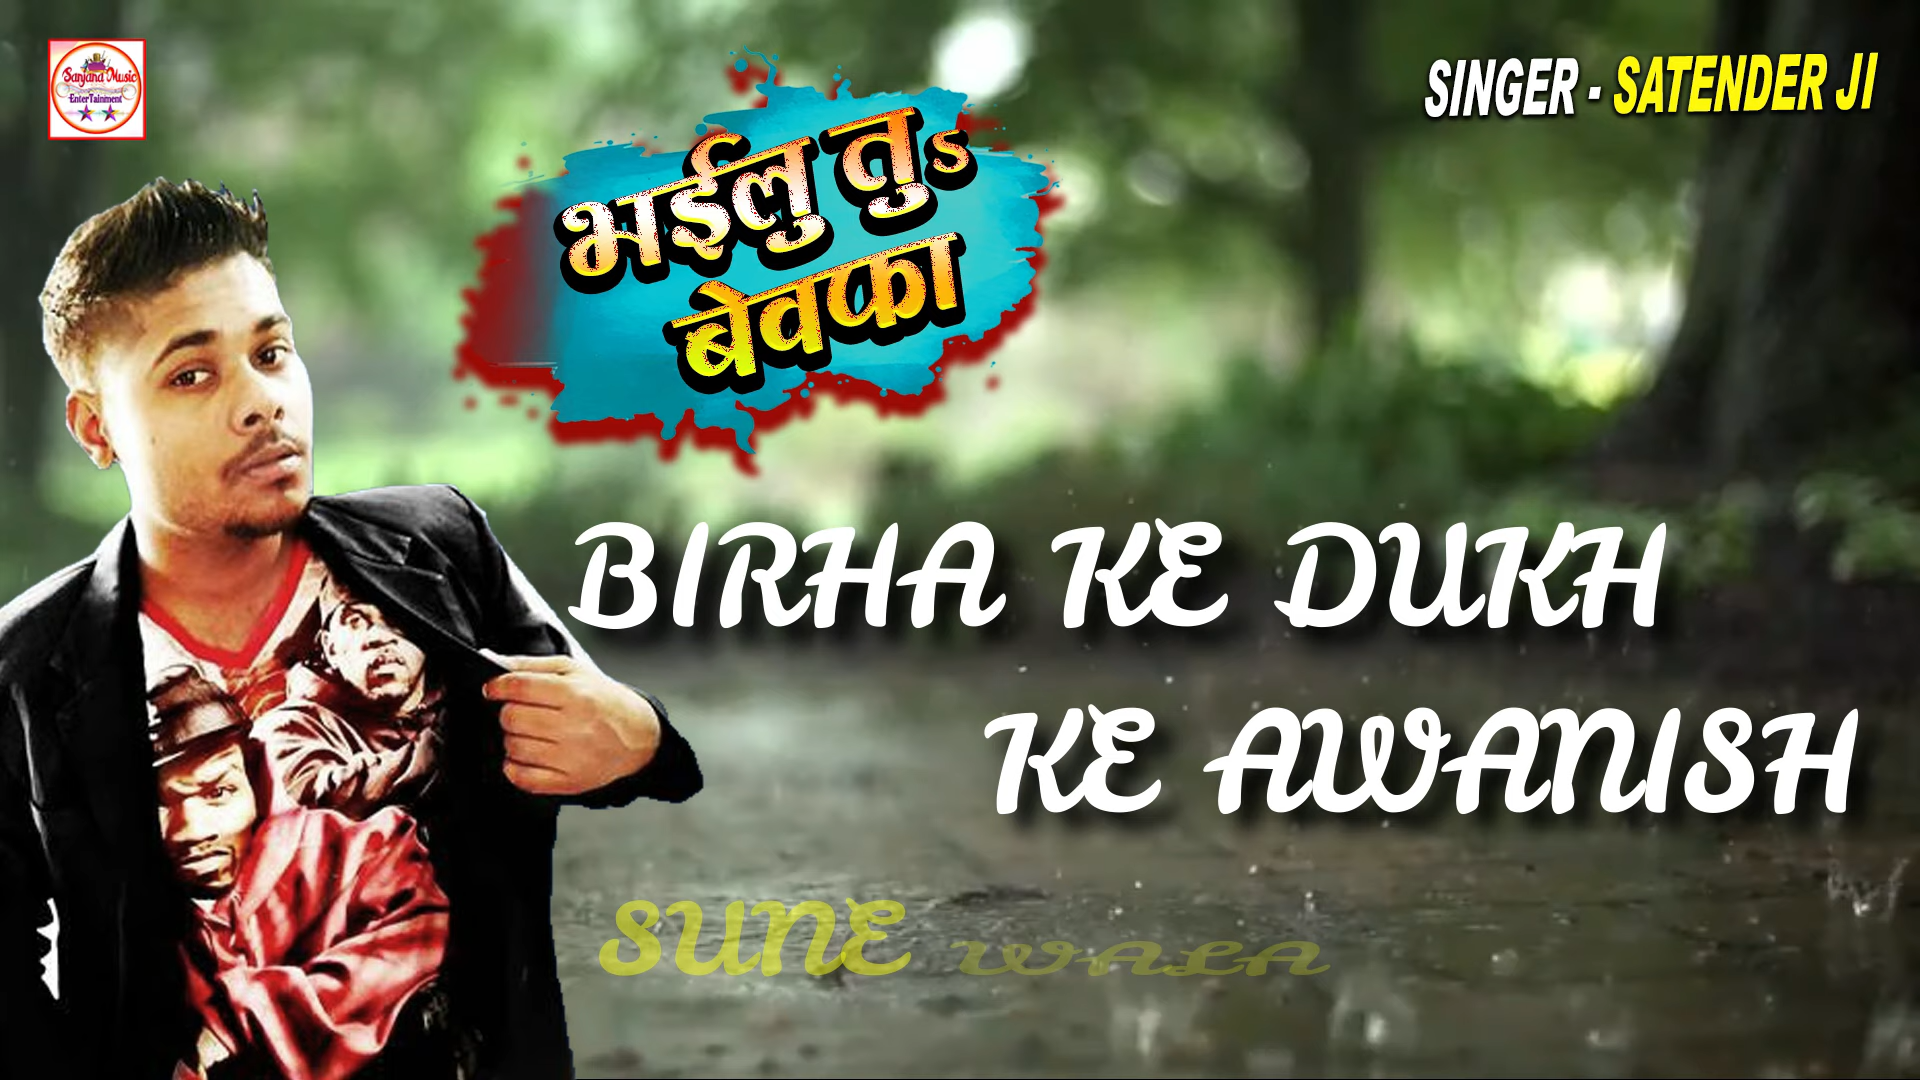 Sanjana Music
EnterTainment
SINGER - SATENDER JI
भईलु तुऽ
बेवफा
BIRHA KE DUKH
KE AWANISH
SUNE WALA